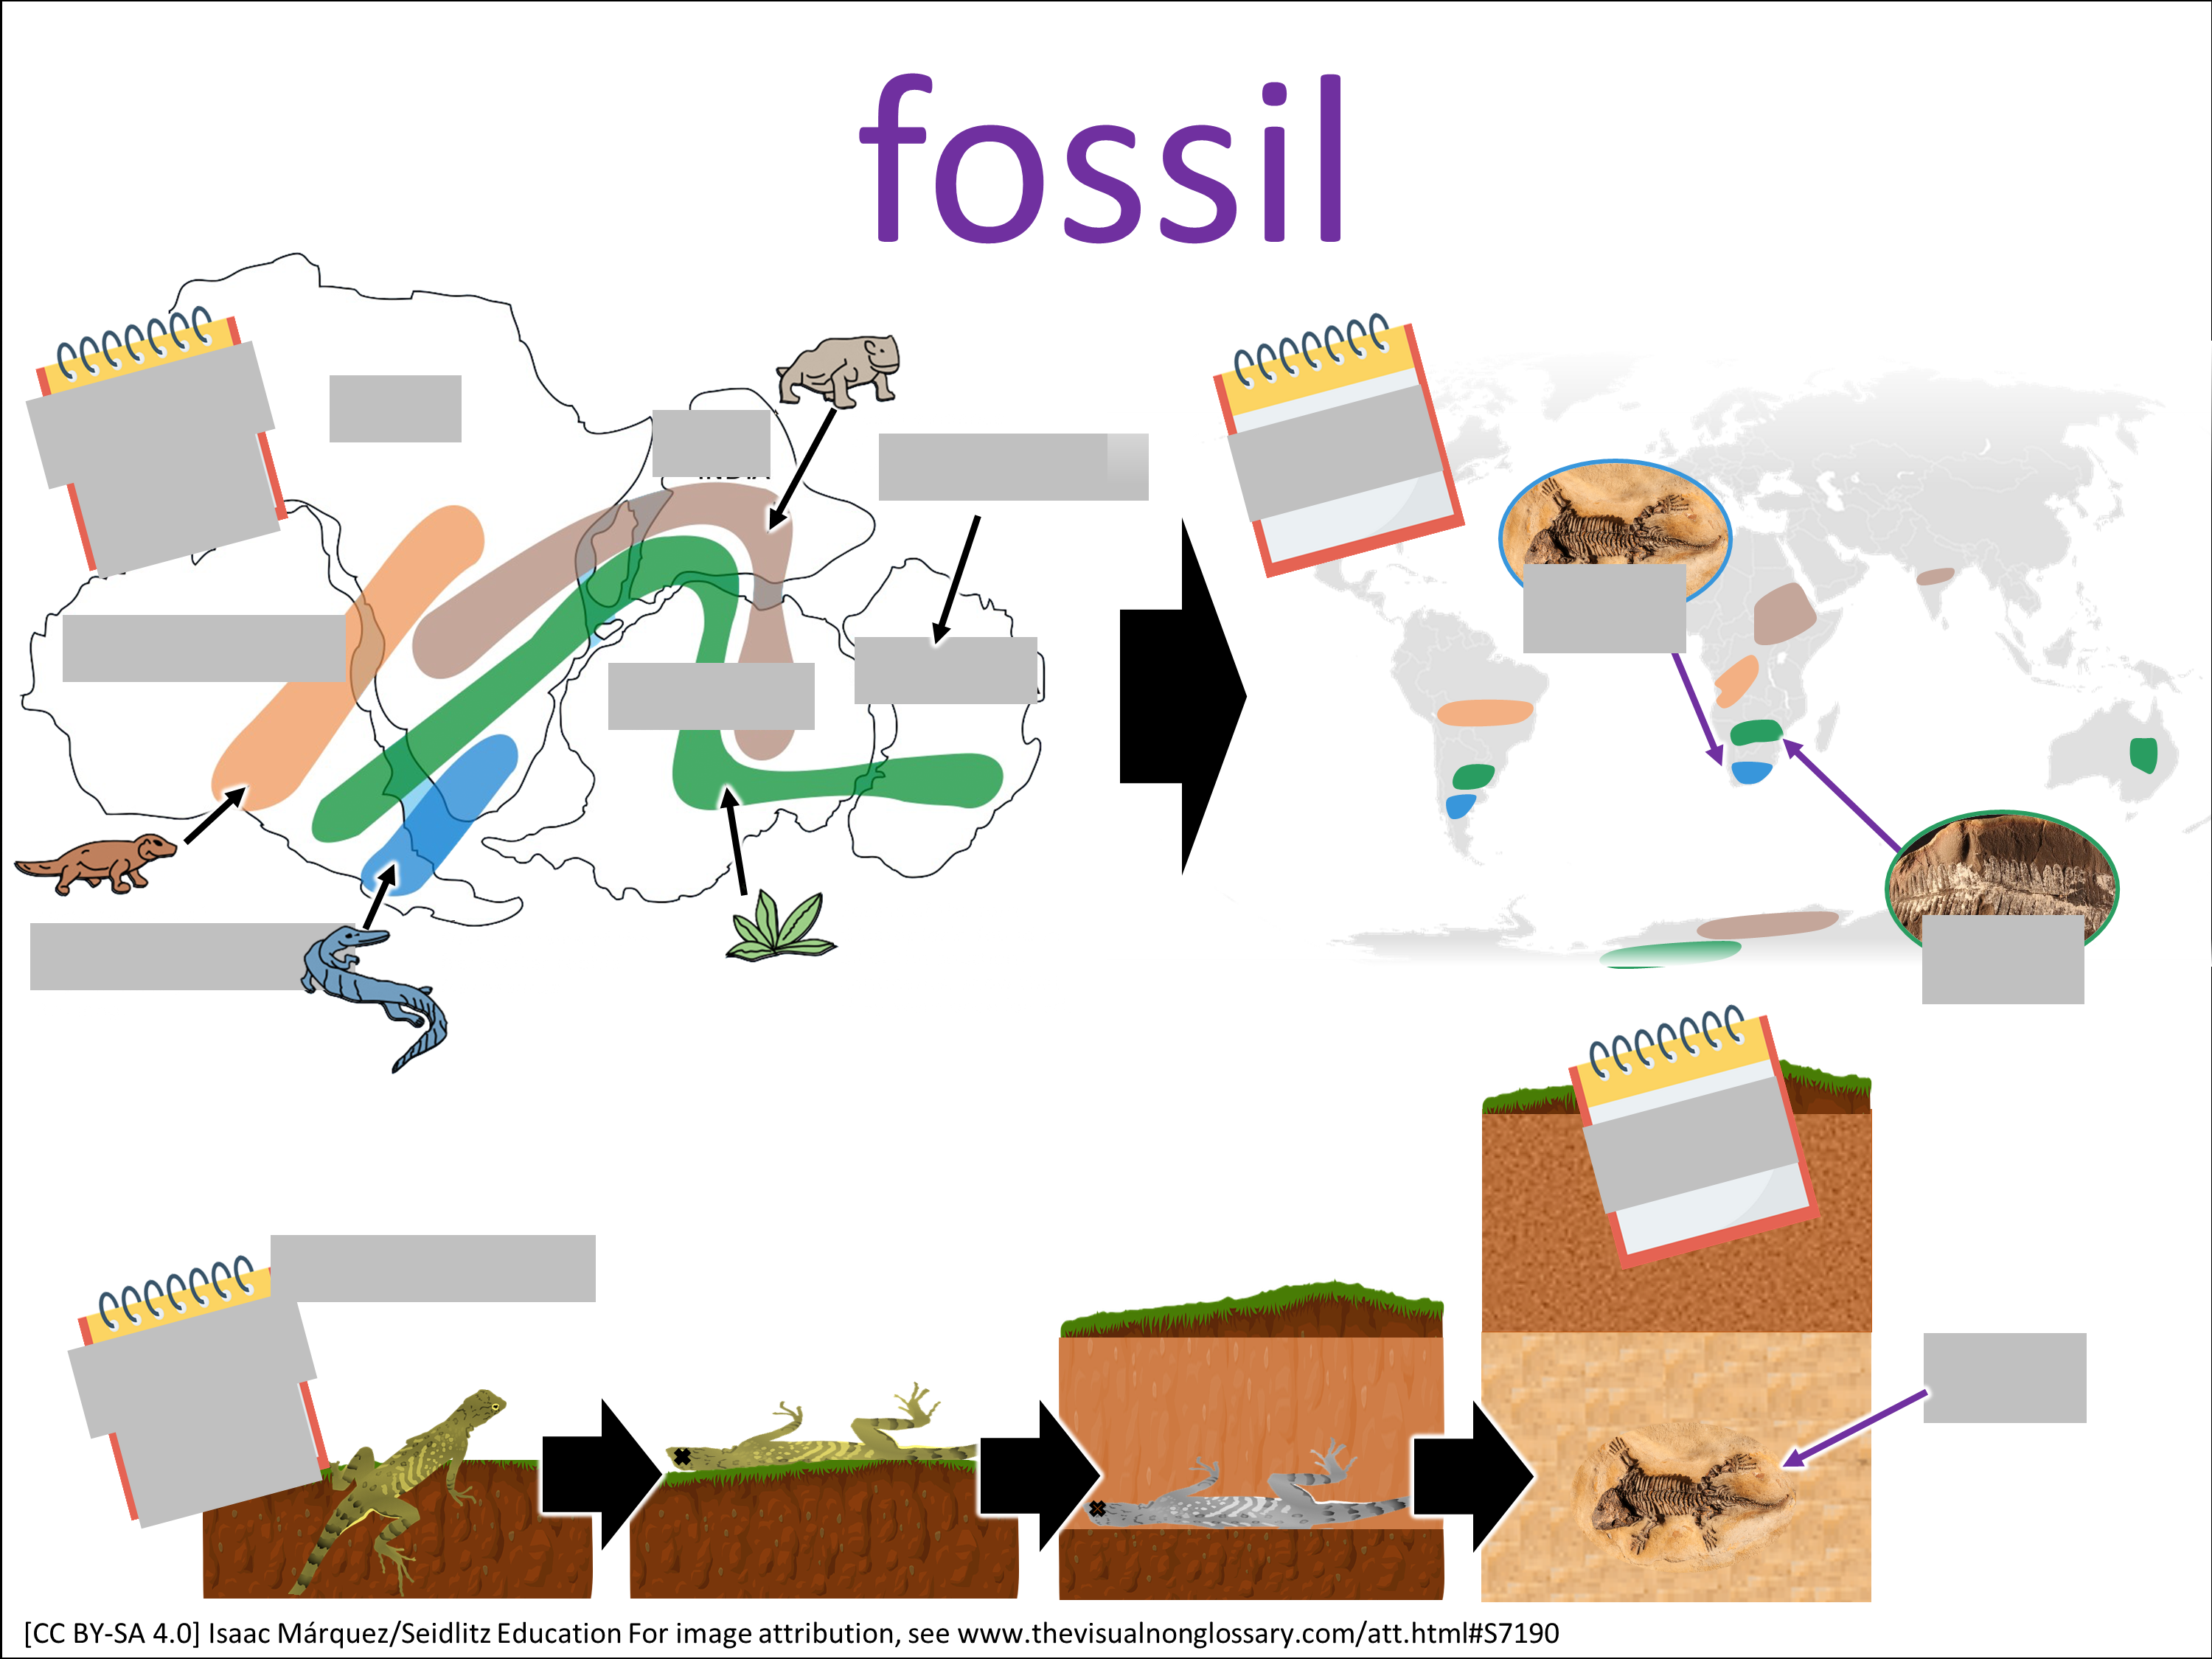 fossil
INDIA
[CC BY-SA 4.0] Isaac Márquez/Seidlitz Education For image attribution, see www.thevisualnonglossary.com/att.html#S7190